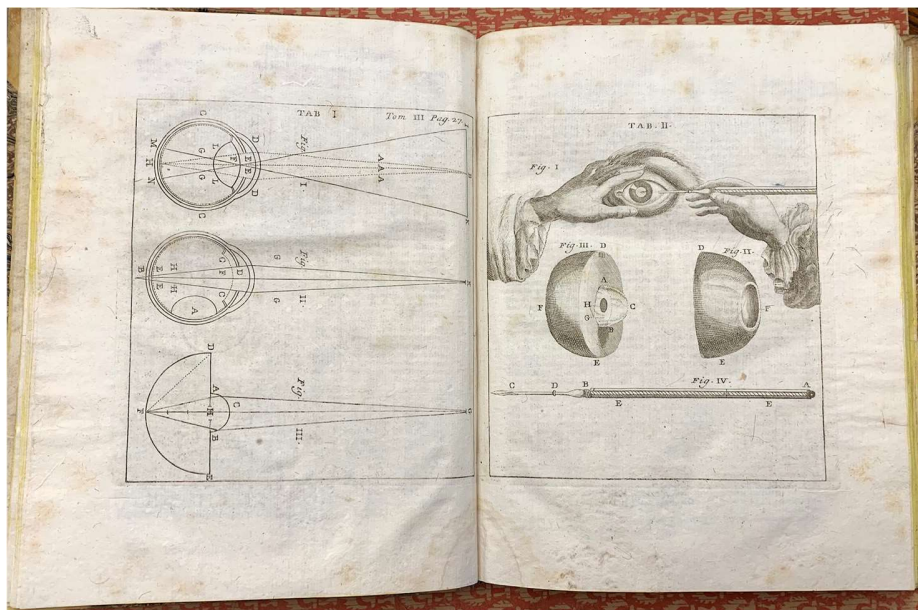 TAB I
Tom III Pag. 27.
Fig. I
C
D
L
G
F
E
E
M
H
N
G
L
D
C
A A A
I
K
Fig. II.
G
G
C
D
F
B
E
H
E
H
C
A
G
K
Fig. III.
D
A
C
F
H
B
E
O
TAB. II.
Fig. I
Fig. III.
D
B
A
F
H
C
G
B
E
Fig. II.
D
F
E
Fig. IV.
C
D
B
A
E
E